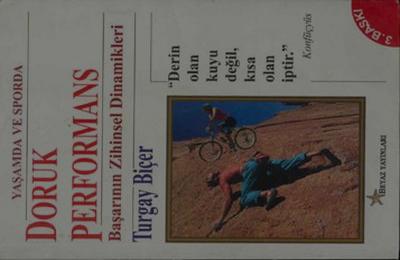 YAŞAMDA VE SPORDA
DORUK
PERFORMANS
Başarının Zihinsel Dinamikleri
Turgay Biçer
"Derin
olan
kuyu
değil,
kısa
olan
iptir."
Konfüçyüs
3. BASKI
BEYAZ YAYINLARI